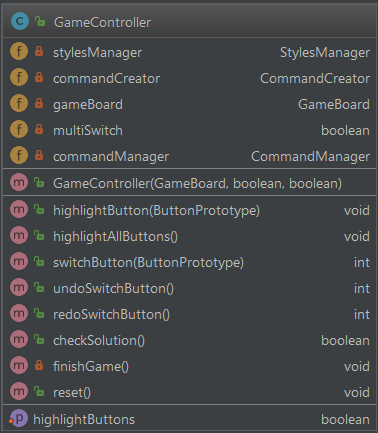 C GameController
f stylesManager StylesManager
f commandCreator CommandCreator
f gameBoard GameBoard
f multiSwitch boolean
f commandManager CommandManager
m GameController(GameBoard, boolean, boolean)
m highlightButton(ButtonPrototype) void
m highlightAllButtons() void
m switchButton(ButtonPrototype) int
m undoSwitchButton() int
m redoSwitchButton() int
m checkSolution() boolean
m finishGame() void
m reset() void
p highlightButtons boolean